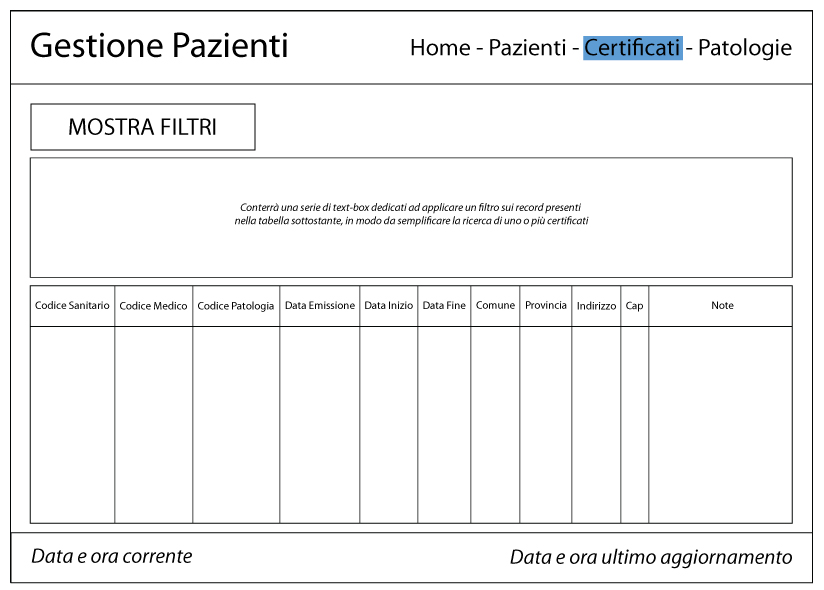 Gestione Pazienti
Home - Pazienti - Certificati - Patologie
MOSTRA FILTRI
Conterrà una serie di text-box dedicati ad applicare un filtro sui record presenti
nella tabella sottostante, in modo da semplificare la ricerca di uno o più certificati
Codice Sanitario Codice Medico Codice Patologia Data Emissione Data Inizio Data Fine Comune Provincia Indirizzo Cap Note
Data e ora corrente
Data e ora ultimo aggiornamento